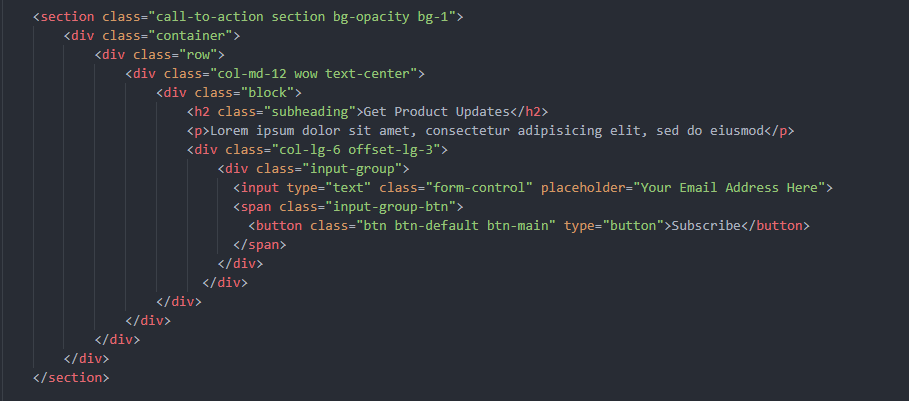 <section class="call-to-action section bg-opacity bg-1">
<div class="container">
<div class="row">
<div class="col-md-12 wow text-center">
<div class="block">
<h2 class="subheading">Get Product Updates</h2>
<p>Lorem ipsum dolor sit amet, consectetur adipisicing elit, sed do eiusmod</p>
<div class="col-lg-6 offset-lg-3">
<div class="input-group">
<input type="text" class="form-control" placeholder="Your Email Address Here">
<span class="input-group-btn">
<button class="btn btn-default btn-main" type="button">Subscribe</button>
</span>
</div>
</div>
</div>
</div>
</div>
</div>
</section>